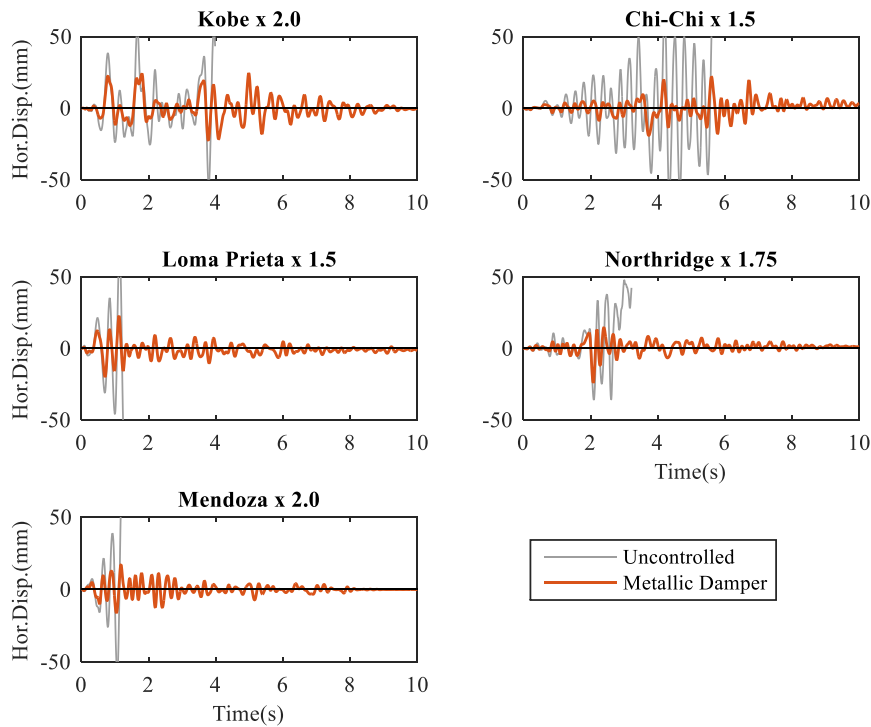 Kobe x 2.0
50
0
-50
Hor.Disp.(mm)
0 2 4 6 8 10
Chi-Chi x 1.5
50
0
-50
0 2 4 6 8 10
Loma Prieta x 1.5
50
0
-50
Hor.Disp.(mm)
0 2 4 6 8 10
Northridge x 1.75
50
0
-50
0 2 4 6 8 10
Time(s)
Mendoza x 2.0
50
0
-50
Hor.Disp.(mm)
0 2 4 6 8 10
Time(s)
Uncontrolled
Metallic Damper